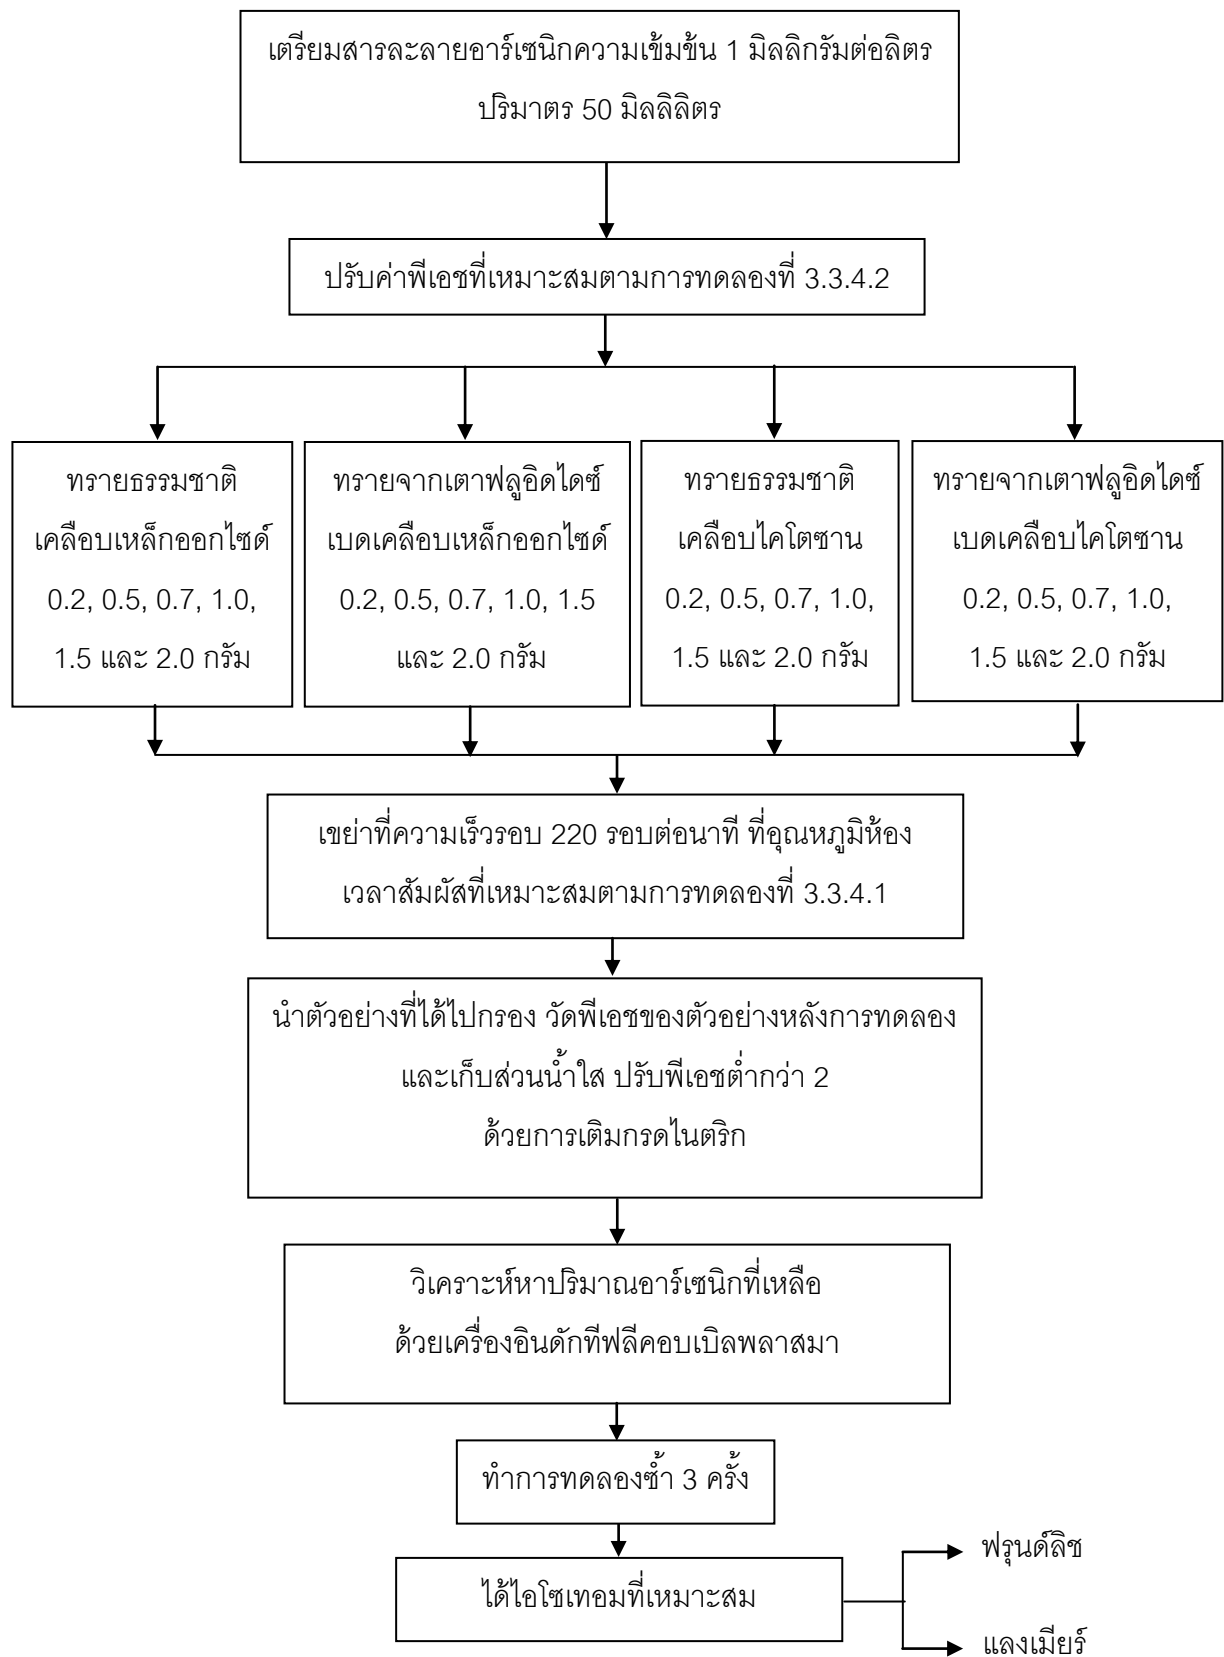 เตรียมสารละลายอาร์เซนิกความเข้มข้น 1 มิลลิกรัมต่อลิตร
ปริมาตร 50 มิลลิลิตร
ปรับค่าพีเอชที่เหมาะสมตามการทดลองที่ 3.3.4.2
ทรายธรรมชาติ
เคลือบเหล็กออกไซด์
0.2, 0.5, 0.7, 1.0,
1.5 และ 2.0 กรัม
ทรายจากเตาฟลูอิดไดซ์
เบดเคลือบเหล็กออกไซด์
0.2, 0.5, 0.7, 1.0, 1.5
และ 2.0 กรัม
ทรายธรรมชาติ
เคลือบไคโตซาน
0.2, 0.5, 0.7, 1.0,
1.5 และ 2.0 กรัม
ทรายจากเตาฟลูอิดไดซ์
เบดเคลือบไคโตซาน
0.2, 0.5, 0.7, 1.0,
1.5 และ 2.0 กรัม
เขย่าที่ความเร็วรอบ 220 รอบต่อนาที ที่อุณหภูมิห้อง
เวลาสัมผัสที่เหมาะสมตามการทดลองที่ 3.3.4.1
นำตัวอย่างที่ได้ไปกรอง วัดพีเอชของตัวอย่างหลังการทดลอง
และเก็บส่วนน้ำใส ปรับพีเอชต่ำกว่า 2
ด้วยการเติมกรดไนตริก
วิเคราะห์หาปริมาณอาร์เซนิกที่เหลือ
ด้วยเครื่องอินดักทีฟลีคอบเบิลพลาสมา
ทำการทดลองซ้ำ 3 ครั้ง
ได้ไอโซเทอมที่เหมาะสม
ฟรุนด์ลิช
แลงเมียร์